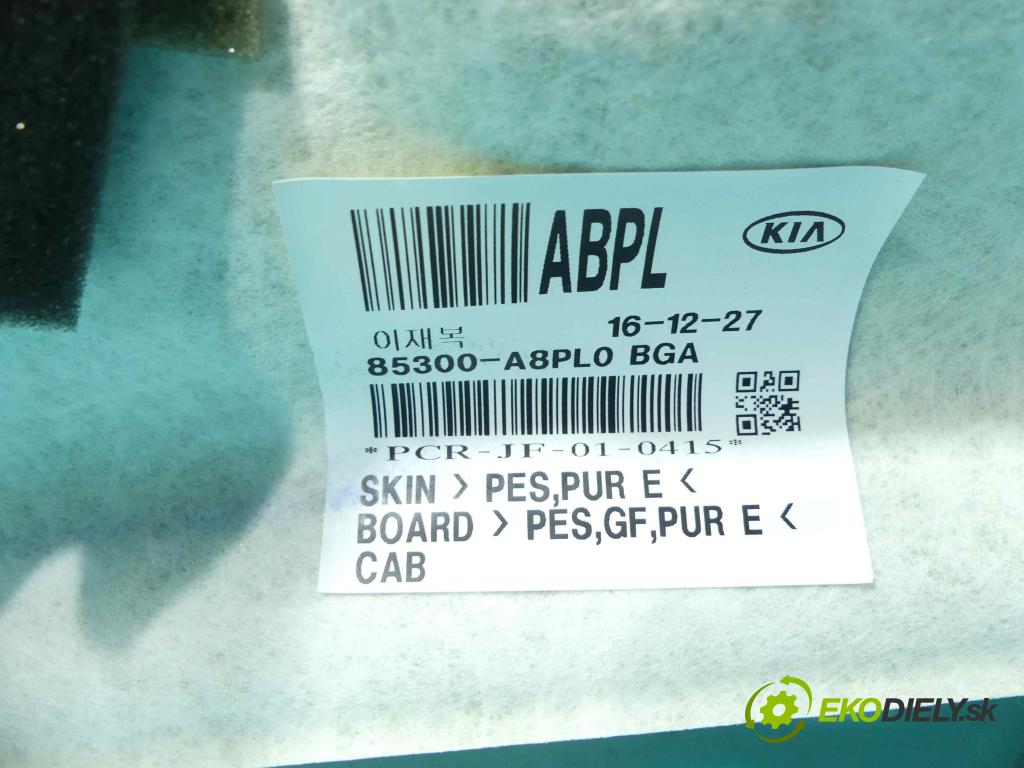 ABPL
KIA
이재복
16-12-27
85300-A8PL0 BGA
*PCR-JF-01-0415*
SKIN > PES,PUR E <
BOARD > PES,GF,PUR E <
CAB
EKODIELY.sk